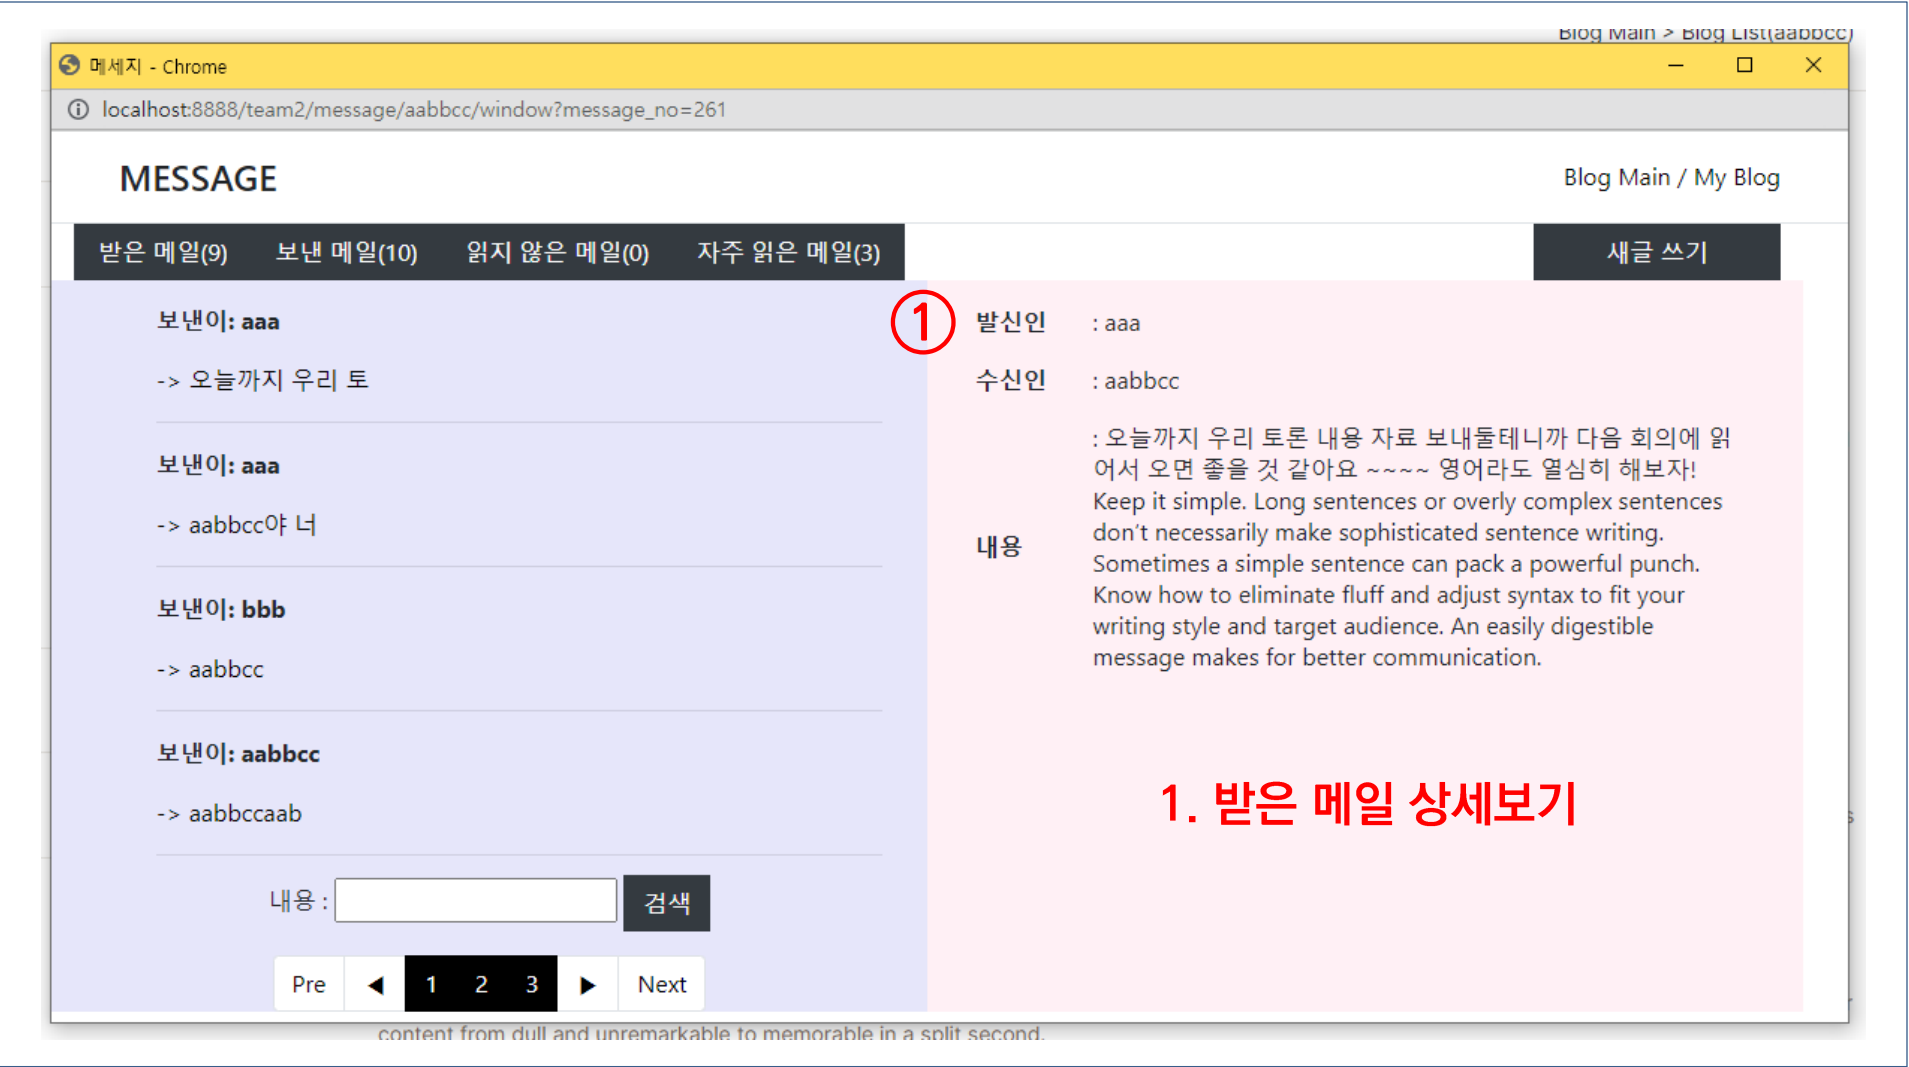 Blog Main > Blog List(aabbcc)
메세지 - Chrome
localhost:8888/team2/message/aabbcc/window?message_no=261
MESSAGE
Blog Main / My Blog
받은 메일(9) 보낸 메일(10) 읽지 않은 메일(0) 자주 읽은 메일(3)
새글 쓰기
보낸이: aaa
-> 오늘까지 우리 토
보낸이: aaa
-> aabbcc야 너
보낸이: bbb
-> aabbcc
보낸이: aabbcc
-> aabbccaab
내용 :
검색
Pre ◀ 1 2 3 ▶ Next
①
발신인 : aaa
수신인 : aabbcc
내용
: 오늘까지 우리 토론 내용 자료 보내둘테니까 다음 회의에 읽
어서 오면 좋을 것 같아요 ~~~~ 영어라도 열심히 해보자!
Keep it simple. Long sentences or overly complex sentences
don’t necessarily make sophisticated sentence writing.
Sometimes a simple sentence can pack a powerful punch.
Know how to eliminate fluff and adjust syntax to fit your
writing style and target audience. An easily digestible
message makes for better communication.
1. 받은 메일 상세보기
content from dull and unremarkable to memorable in a split second.